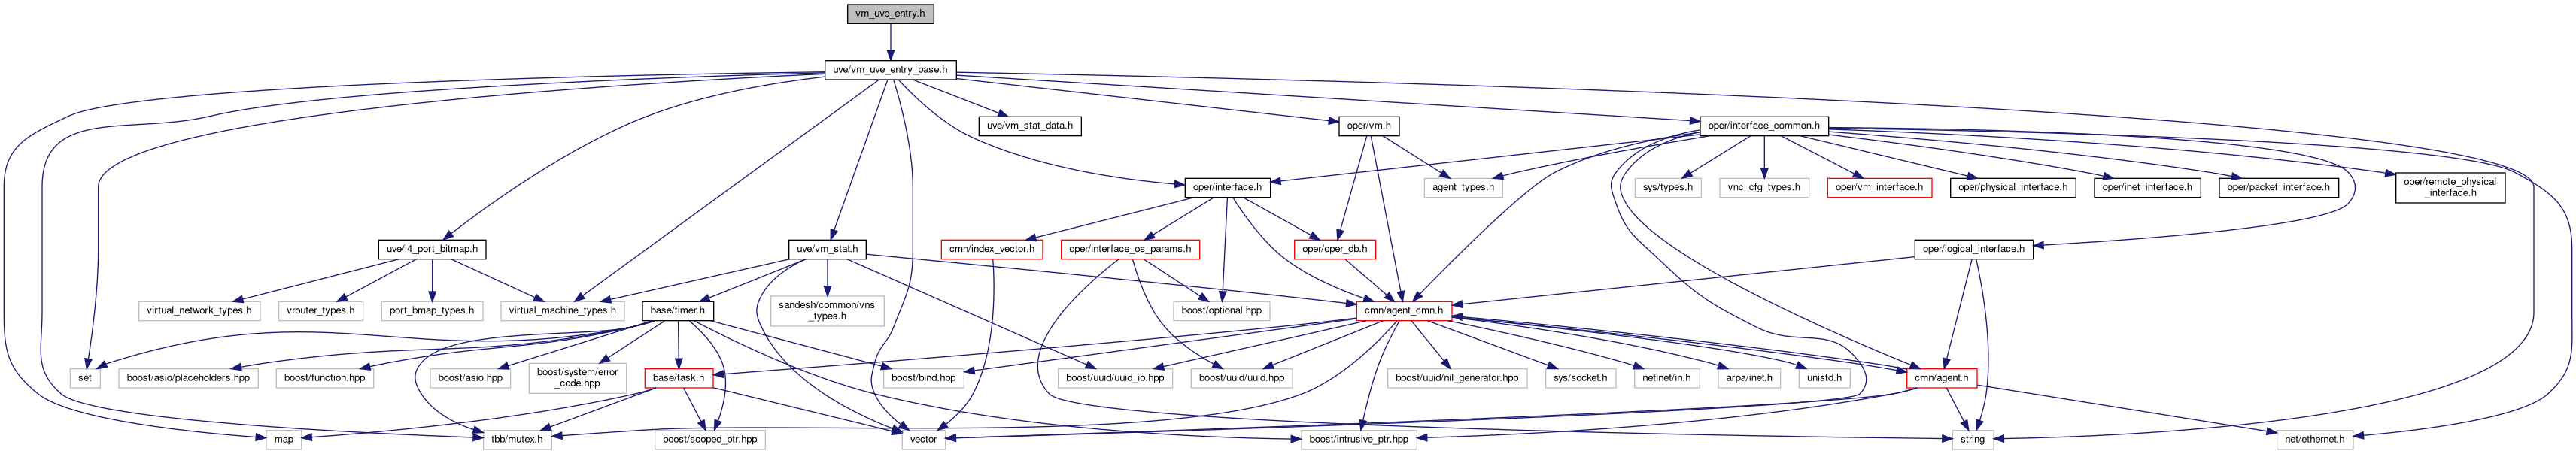 vm_uve_entry.h
uve/vm_uve_entry_base.h
uve/vm_stat_data.h
oper/vm.h
oper/interface_common.h
oper/interface.h
agent_types.h
sys/types.h
vnc_cfg_types.h
oper/vm_interface.h
oper/physical_interface.h
oper/inet_interface.h
oper/packet_interface.h
oper/remote_physical
_interface.h
uve/l4_port_bitmap.h
uve/vm_stat.h
cmn/index_vector.h
oper/interface_os_params.h
oper/oper_db.h
oper/logical_interface.h
virtual_network_types.h
vrouter_types.h
port_bmap_types.h
virtual_machine_types.h
base/timer.h
sandesh/common/vns
_types.h
boost/optional.hpp
cmn/agent_cmn.h
set
boost/asio/placeholders.hpp
boost/function.hpp
boost/asio.hpp
boost/system/error
_code.hpp
base/task.h
boost/bind.hpp
boost/uuid/uuid_io.hpp
boost/uuid/uuid.hpp
boost/uuid/nil_generator.hpp
sys/socket.h
netinet/in.h
arpa/inet.h
unistd.h
cmn/agent.h
map
tbb/mutex.h
boost/scoped_ptr.hpp
vector
boost/intrusive_ptr.hpp
string
net/ethernet.h